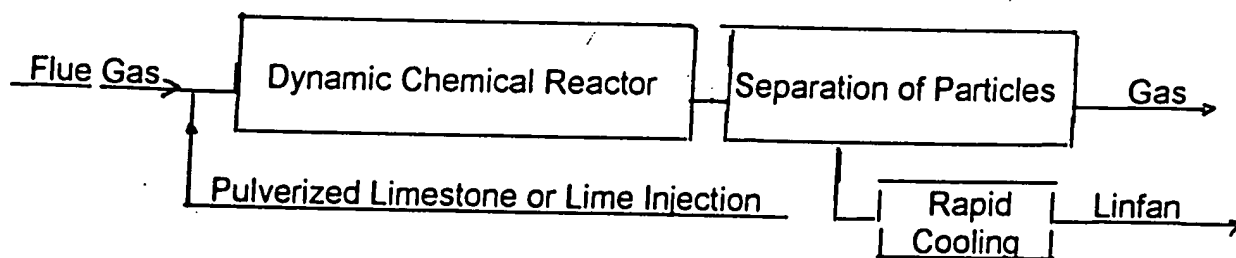 Flue Gas
Dynamic Chemical Reactor
Separation of Particles
Gas
Pulverized Limestone or Lime Injection
Rapid
Cooling
Linfan